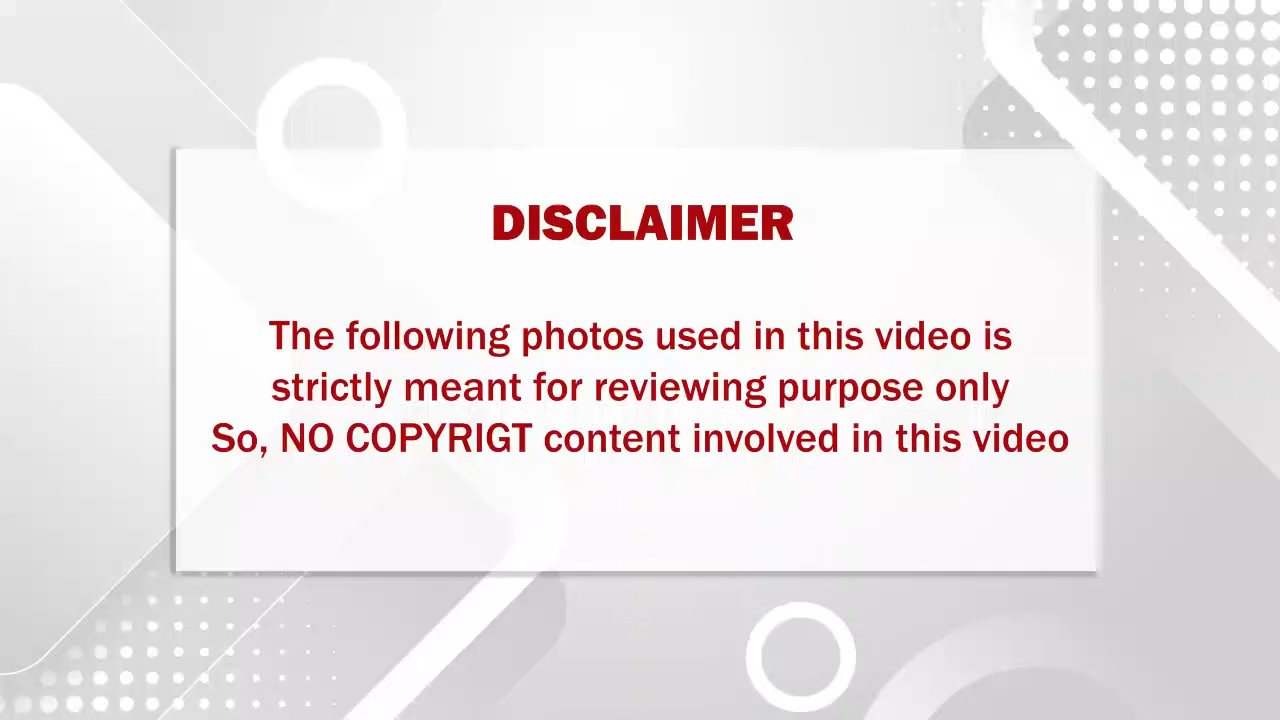 DISCLAIMER
The following photos used in this video is
strictly meant for reviewing purpose only
So, NO COPYRIGT content involved in this video